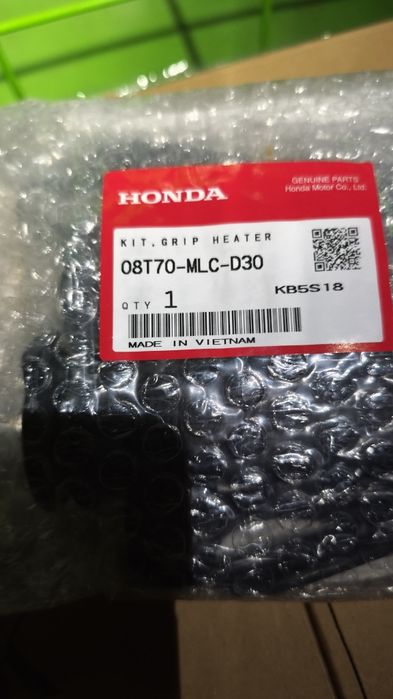 HONDA
GENUINE PARTS
Honda Motor Co., Ltd.
KIT, GRIP HEATER
08T70-MLC-D30
KB5S18
QTY 1
MADE IN VIETNAM